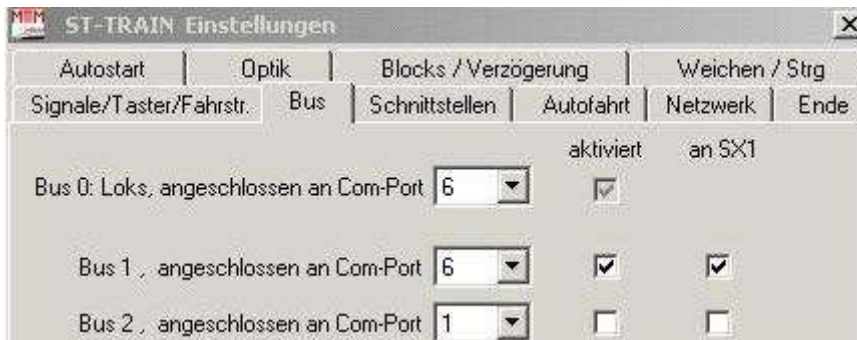 MTTM ST-TRAIN Einstellungen
Autostart Optik Blocks / Verzögerung Weichen / Strg
Signale/Taster/Fahrstr. Bus Schnittstellen Autofahrt Netzwerk Ende
aktiviert an SX1
Bus 0: Loks, angeschlossen an Com-Port 6
Bus 1 , angeschlossen an Com-Port 6
Bus 2 , angeschlossen an Com-Port 1